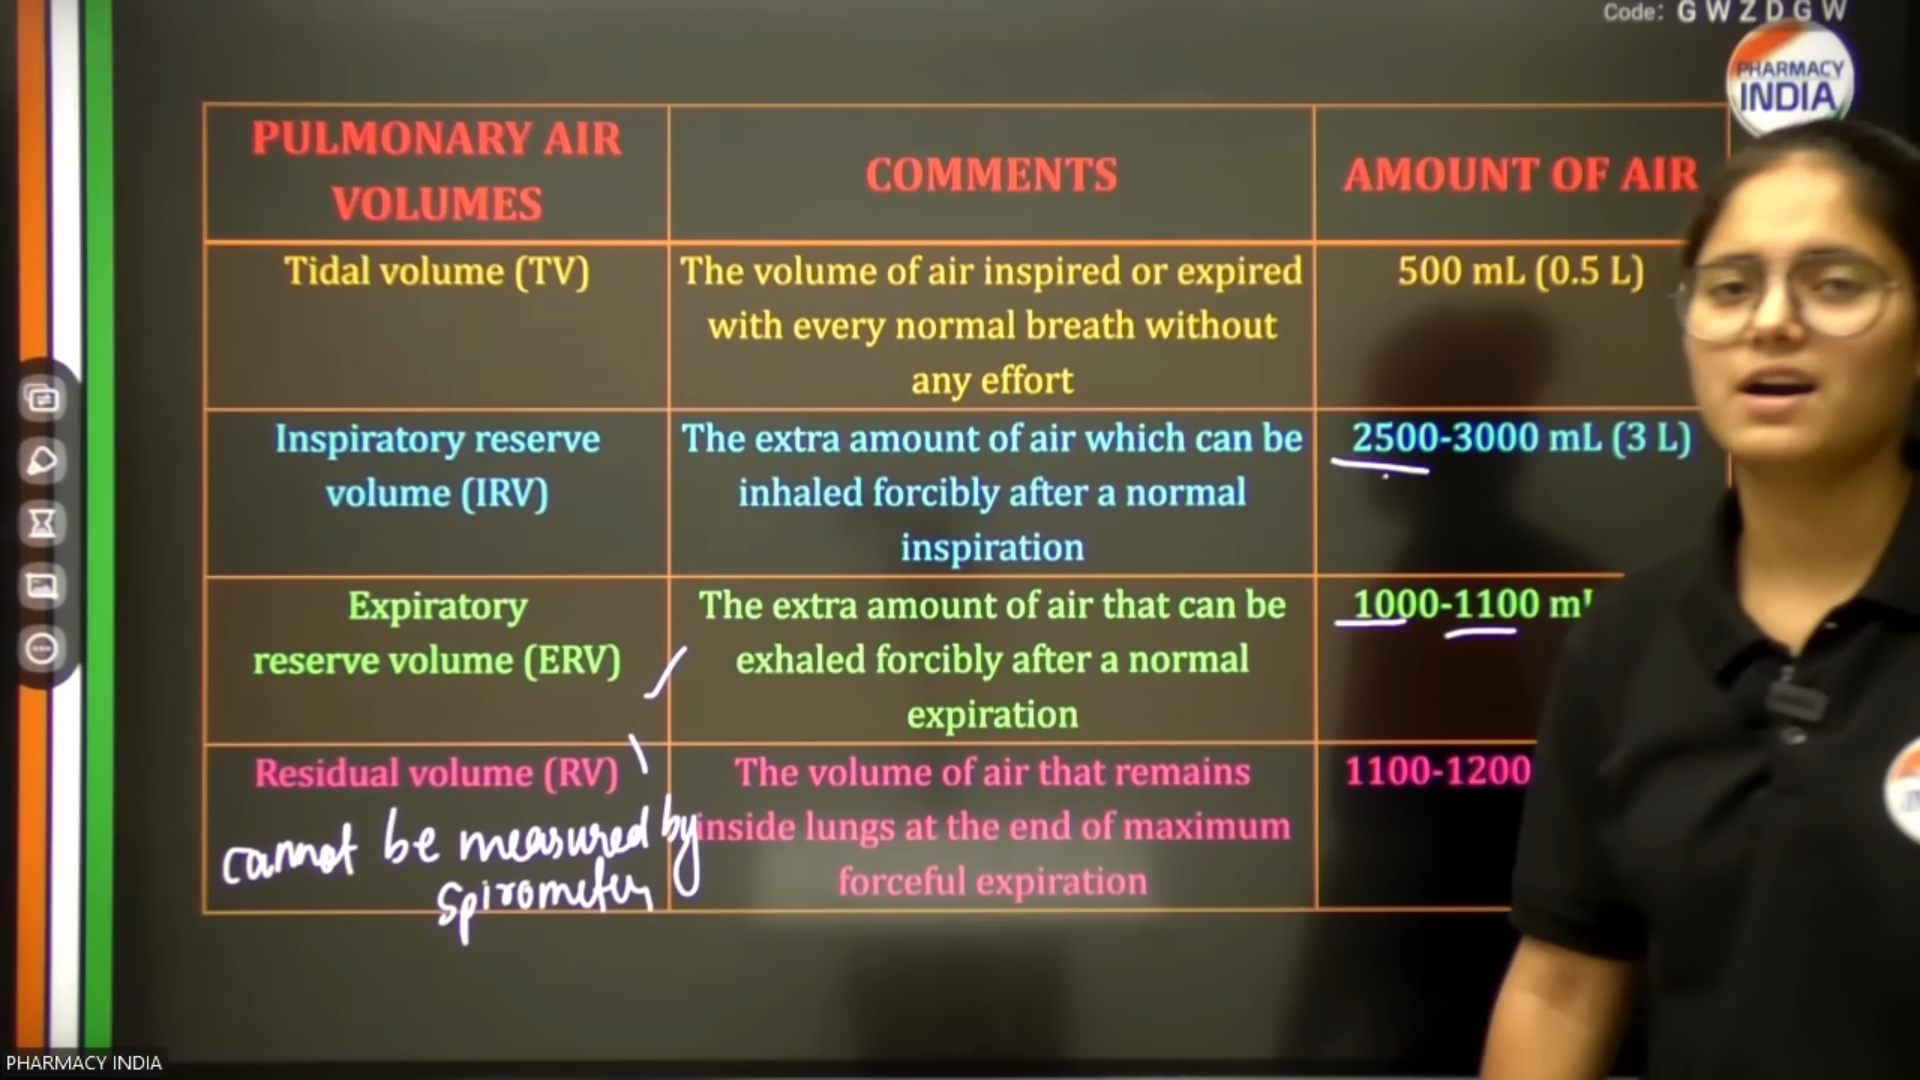 Code: G W Z D G W
PHARMACY
INDIA
PULMONARY AIR
VOLUMES
COMMENTS
AMOUNT OF AIR
Tidal volume (TV)
The volume of air inspired or expired
with every normal breath without
any effort
500 mL (0.5 L)
Inspiratory reserve
volume (IRV)
The extra amount of air which can be
inhaled forcibly after a normal
inspiration
2500-3000 mL (3 L)
Expiratory
reserve volume (ERV)
The extra amount of air that can be
exhaled forcibly after a normal
expiration
1000-1100
Residual volume (RV)
cannot be measured by
spirometer
The volume of air that remains
inside lungs at the end of maximum
forceful expiration
1100-1200
PHARMACY INDIA